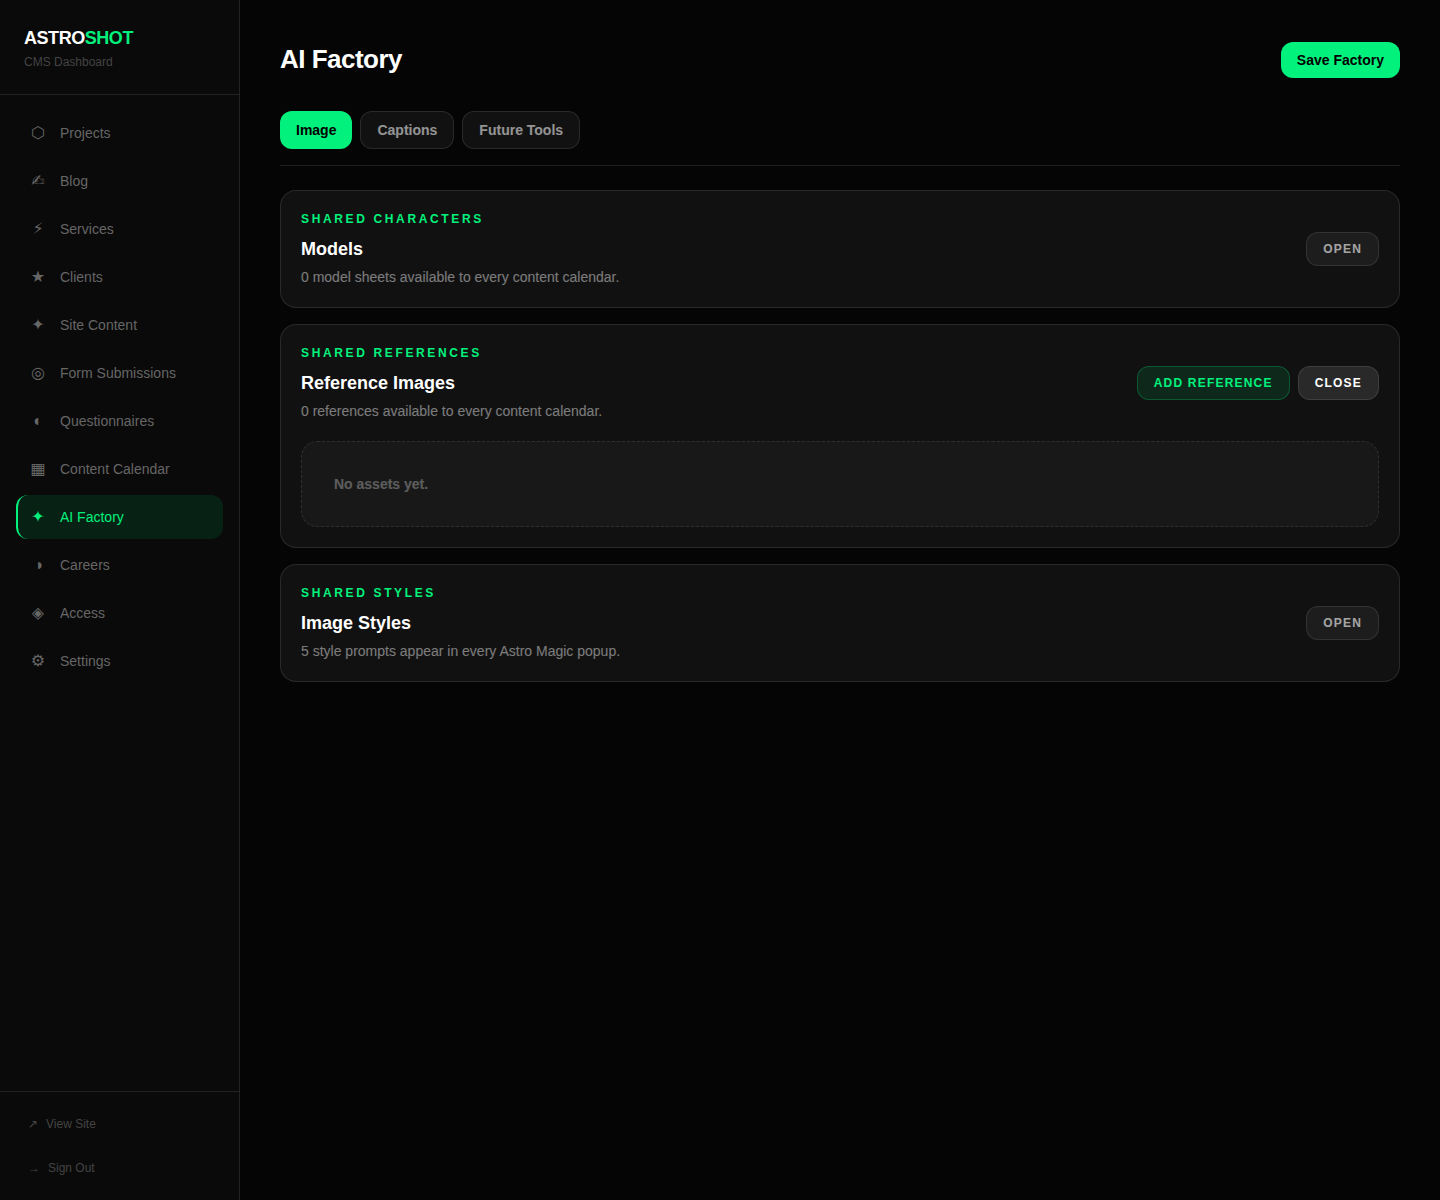 ASTROSHOT
CMS Dashboard
Projects
Blog
Services
Clients
Site Content
Form Submissions
Questionnaires
Content Calendar
AI Factory
Careers
Access
Settings
View Site
Sign Out
AI Factory
Save Factory
Image
Captions
Future Tools
SHARED CHARACTERS
Models
0 model sheets available to every content calendar.
OPEN
SHARED REFERENCES
Reference Images
0 references available to every content calendar.
ADD REFERENCE
CLOSE
No assets yet.
SHARED STYLES
Image Styles
5 style prompts appear in every Astro Magic popup.
OPEN